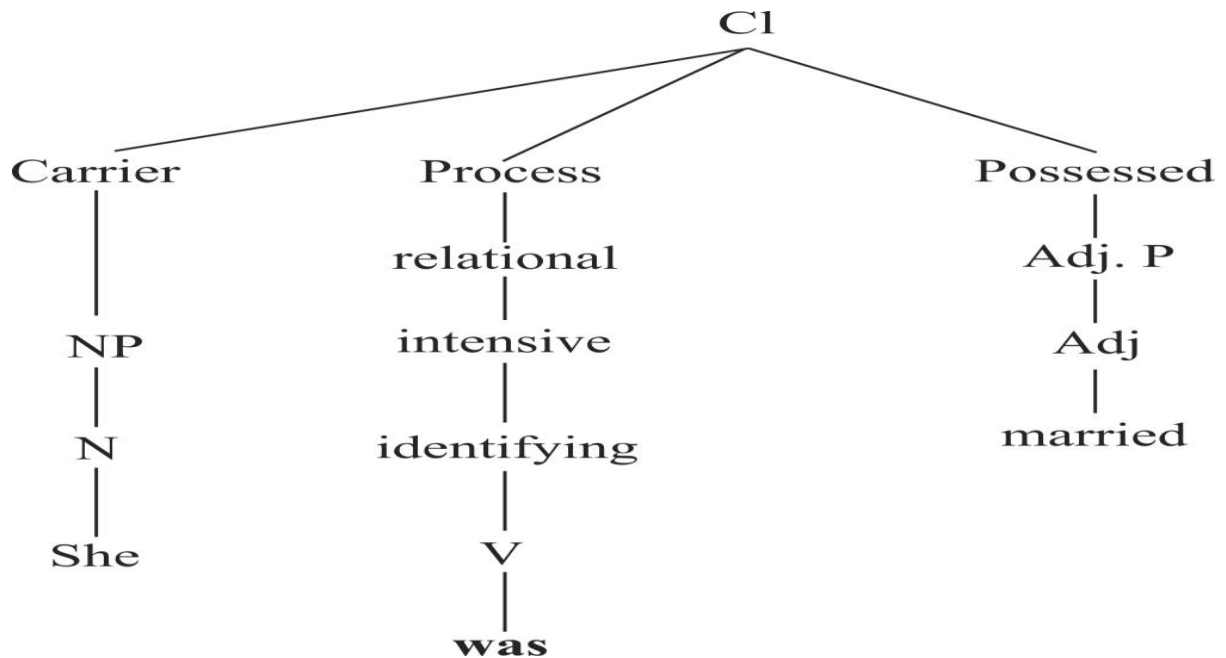 Cl
Carrier Process Possessed
relational Adj. P
NP intensive Adj
N identifying married
She V
was